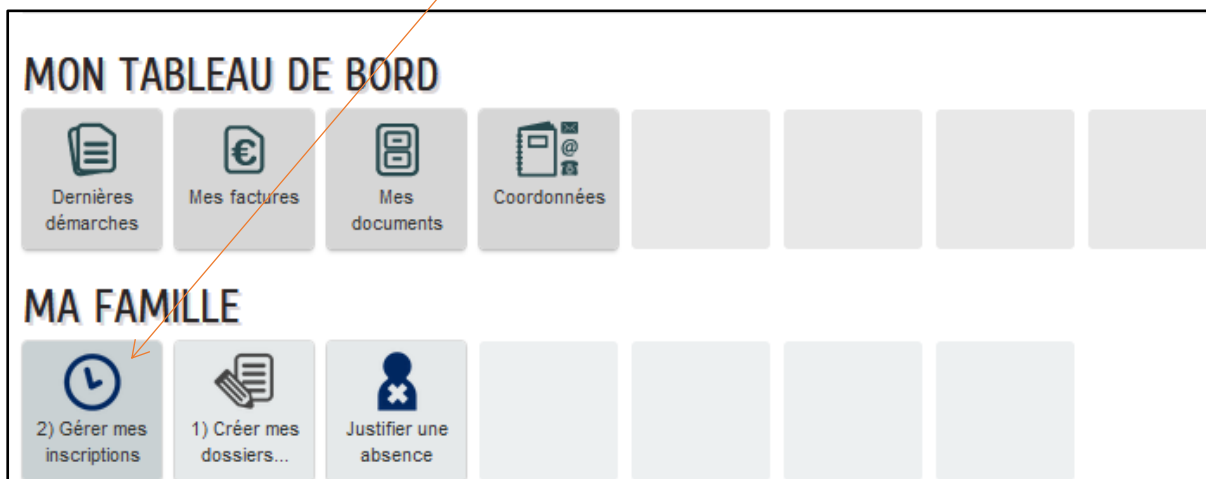 MON TABLEAU DE BORD
Dernières démarches
Mes factures
Mes documents
Coordonnées
@
MA FAMILLE
2) Gérer mes inscriptions
1) Créer mes dossiers...
Justifier une absence